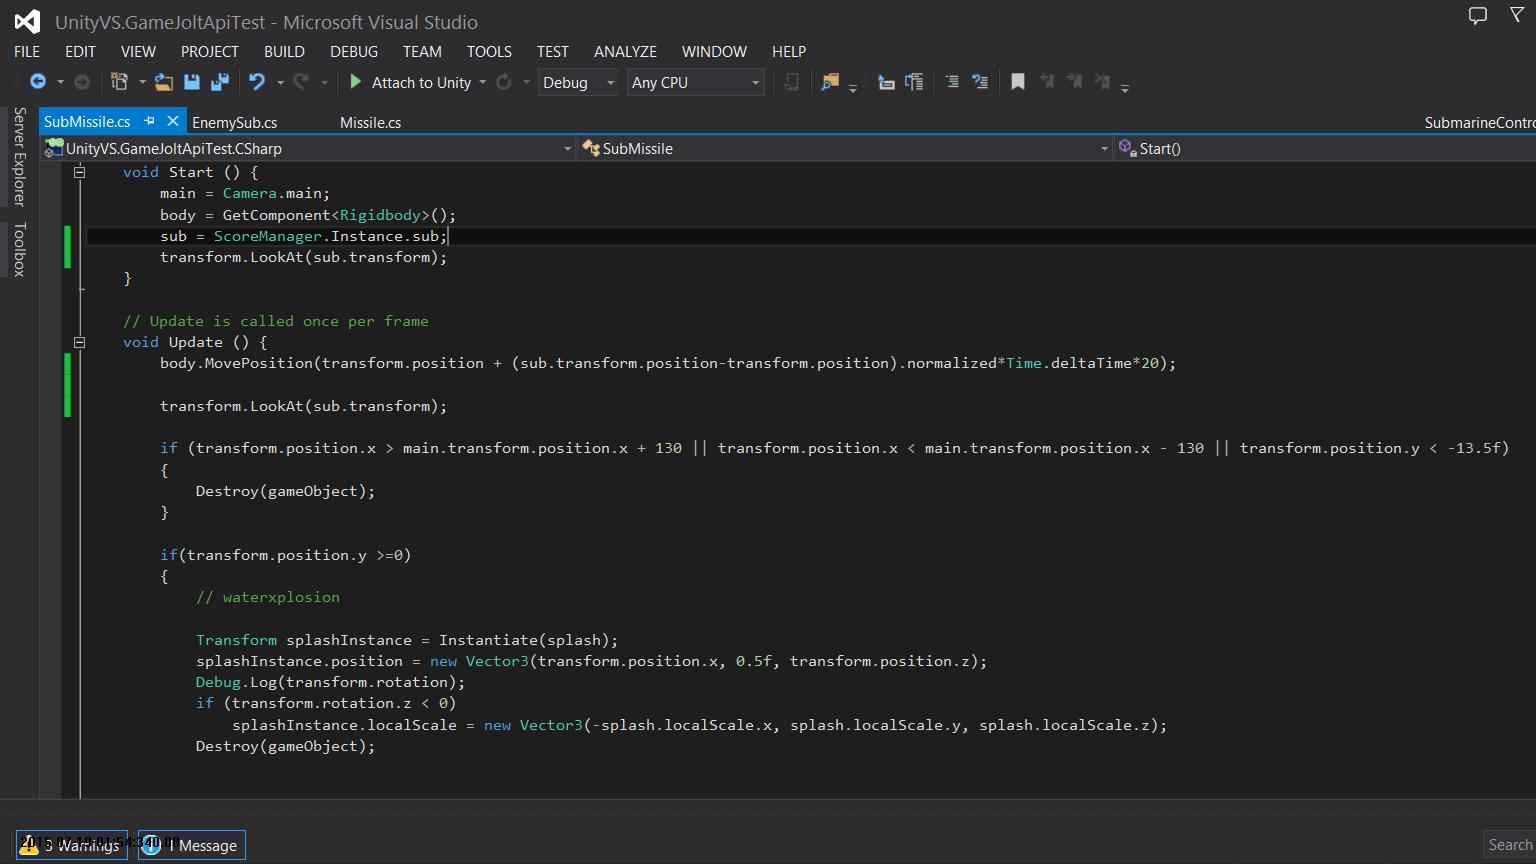 UnityVS.GameJoltApiTest - Microsoft Visual Studio
FILE EDIT VIEW PROJECT BUILD DEBUG TEAM TOOLS TEST ANALYZE WINDOW HELP
Attach to Unity Debug Any CPU
Server Explorer
Toolbox
SubMissile.cs EnemySub.cs Missile.cs SubmarineContro
UnityVS.GameJoltApiTest.CSharp SubMissile Start()
void Start () {
main = Camera.main;
body = GetComponent<Rigidbody>();
sub = ScoreManager.Instance.sub;
transform.LookAt(sub.transform);
}
// Update is called once per frame
void Update () {
body.MovePosition(transform.position + (sub.transform.position-transform.position).normalized*Time.deltaTime*20);
transform.LookAt(sub.transform);
if (transform.position.x > main.transform.position.x + 130 || transform.position.x < main.transform.position.x - 130 || transform.position.y < -13.5f)
{
Destroy(gameObject);
}
if(transform.position.y >=0)
{
// waterxplosion
Transform splashInstance = Instantiate(splash);
splashInstance.position = new Vector3(transform.position.x, 0.5f, transform.position.z);
Debug.Log(transform.rotation);
if (transform.rotation.z < 0)
splashInstance.localScale = new Vector3(-splash.localScale.x, splash.localScale.y, splash.localScale.z);
Destroy(gameObject);
3 Warnings 1 Message
Search